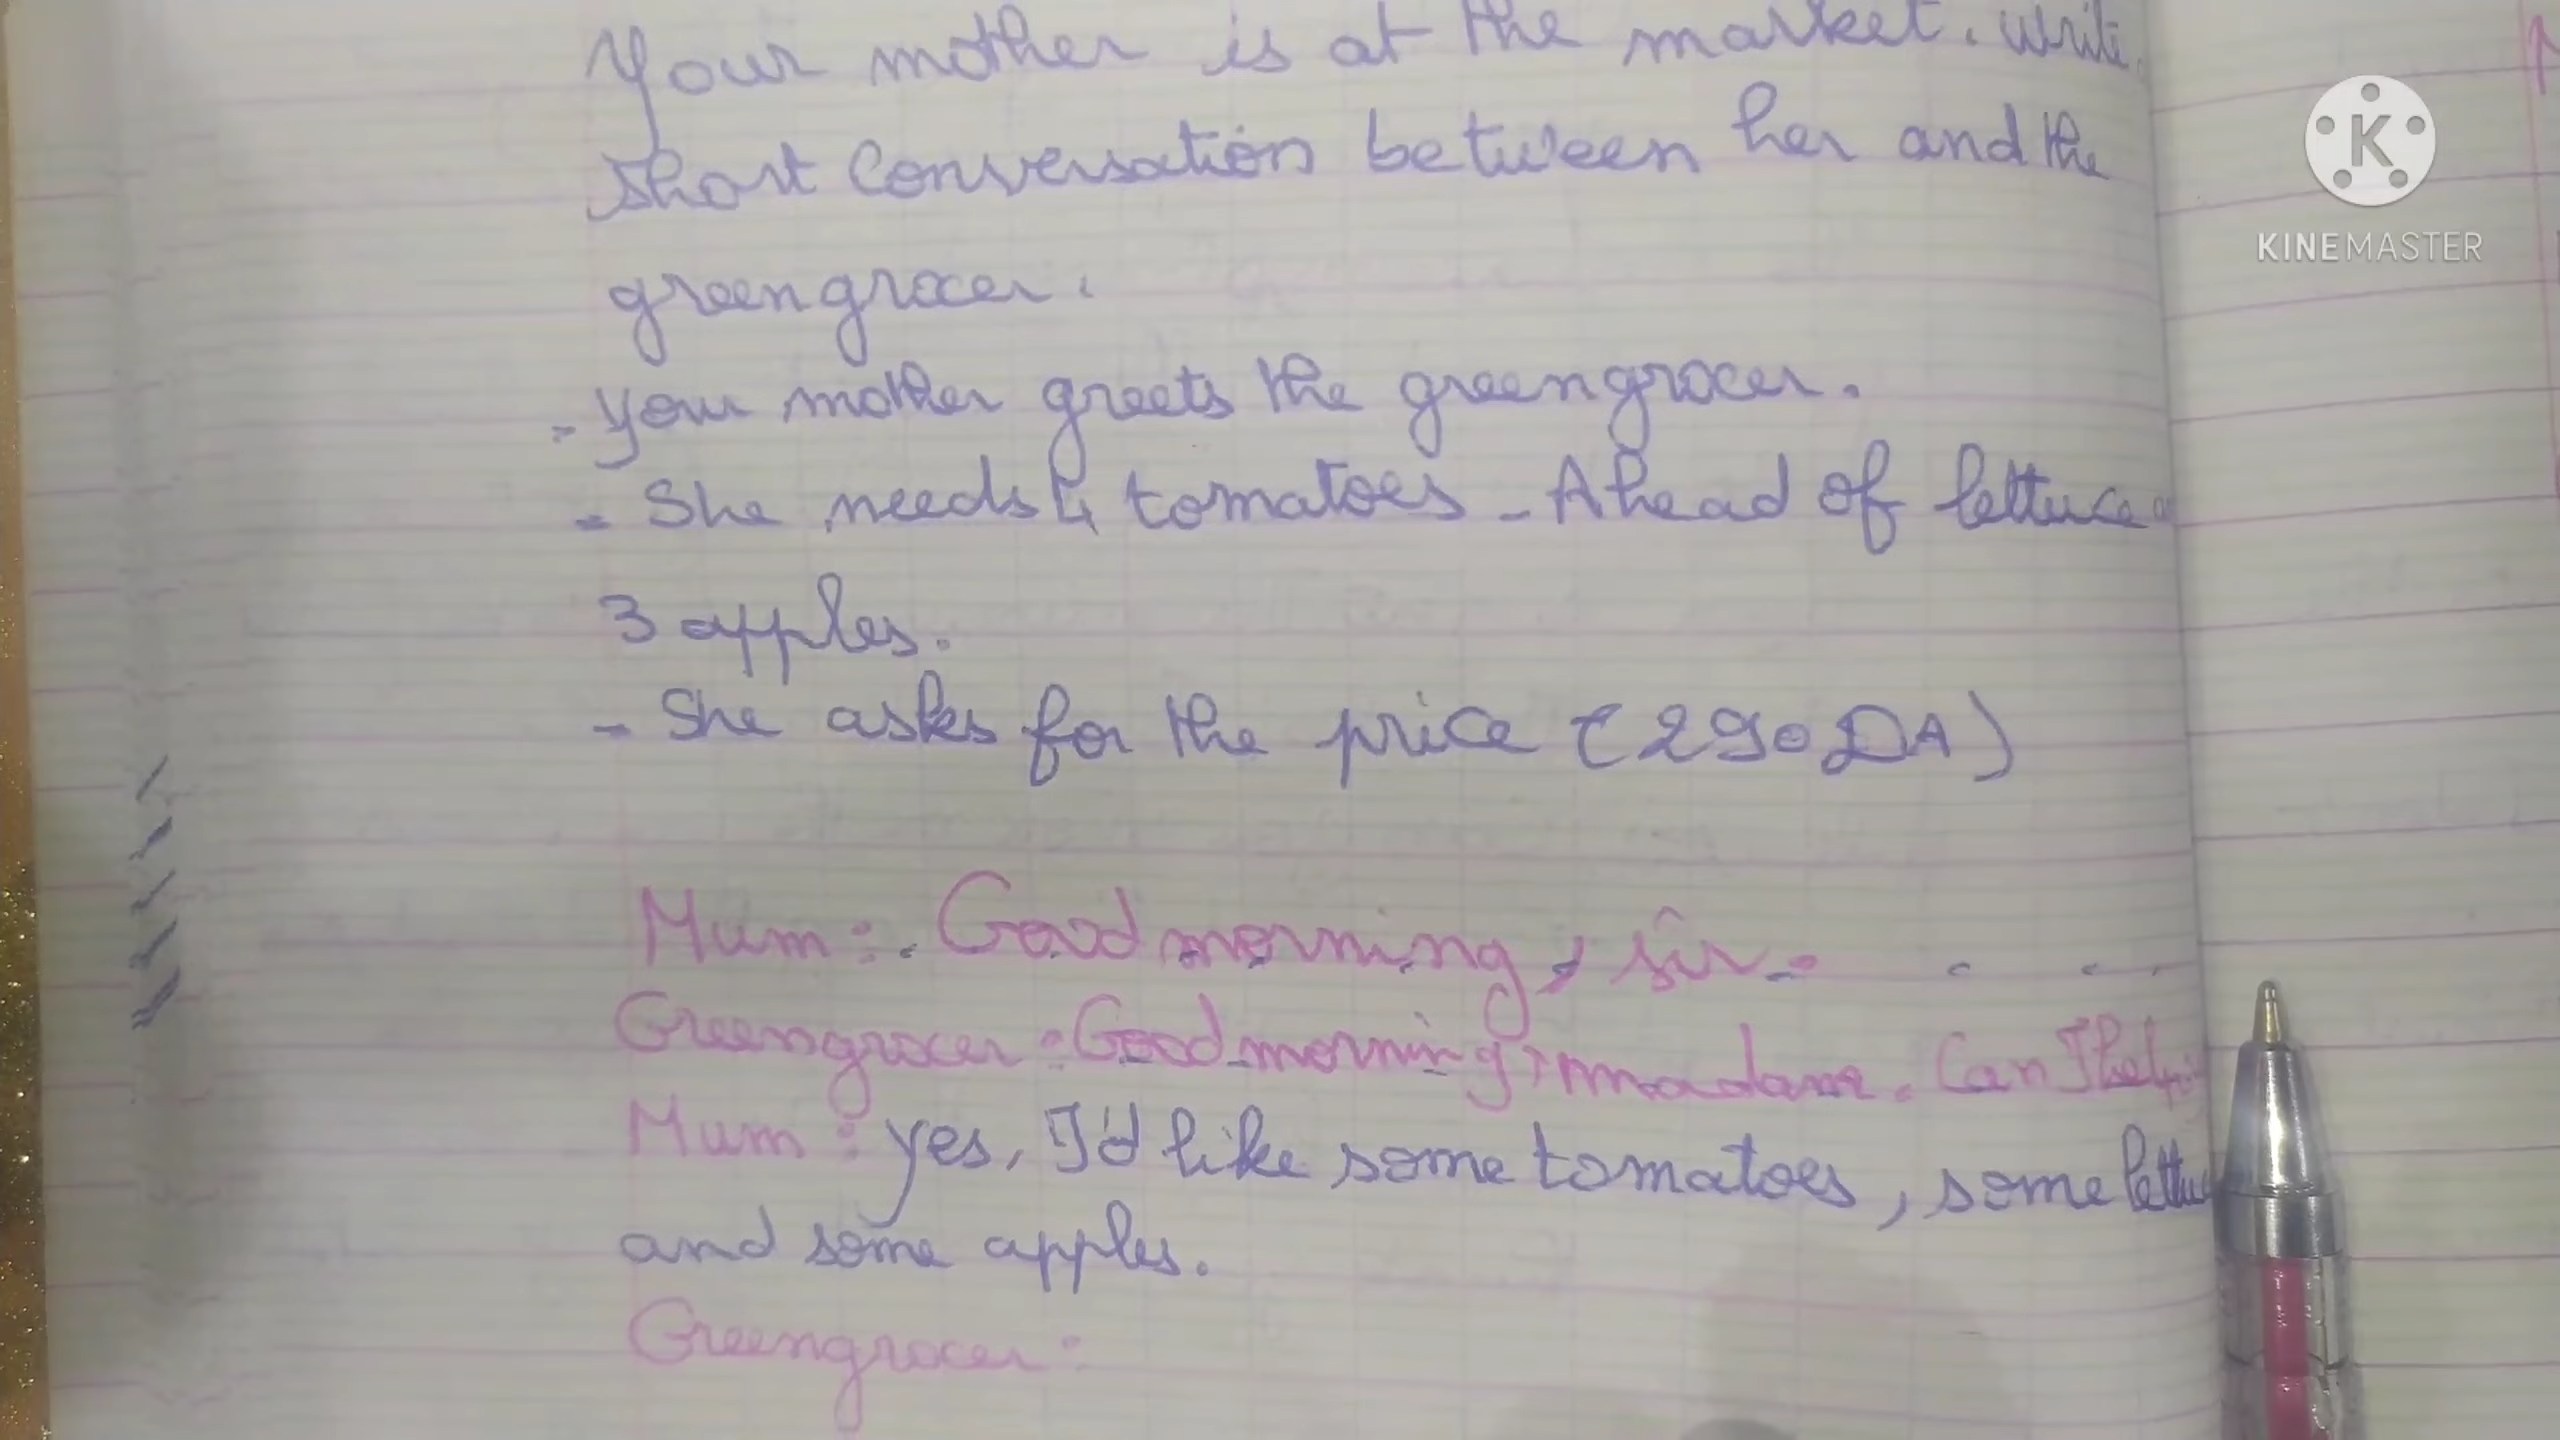 Your mother is at the market. write
short conversation between her and the
greengrocer.
- your mother greets the greengrocer.
- She needs 4 tomatoes - A head of lettuce
3 apples.
- She asks for the price (290DA)
Mum: Good morning, sir.
Greengrocer: Good morning, madam. Can I help
Mum: yes, I'd like some tomatoes, some
and some apples.
Greengrocer:
K
KINEMASTER